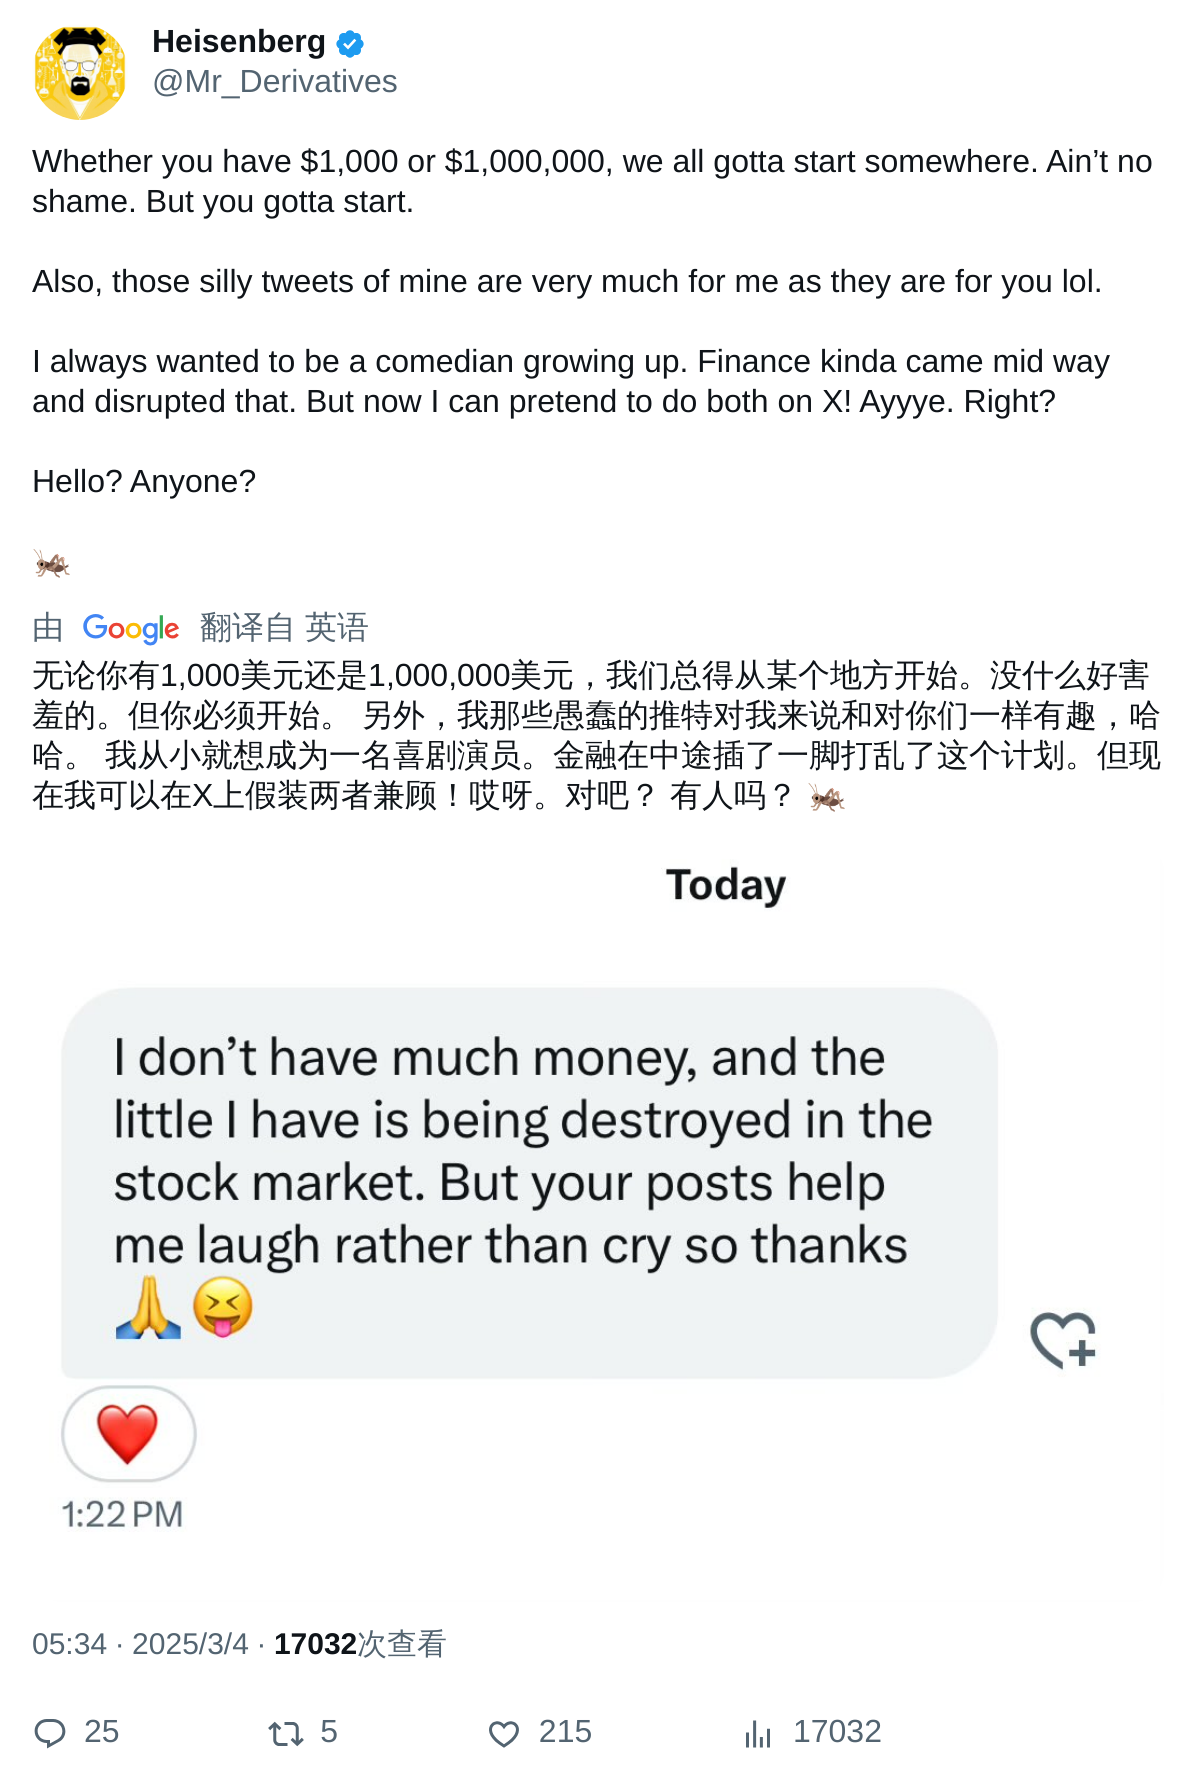 Heisenberg
@Mr_Derivatives
Whether you have $1,000 or $1,000,000, we all gotta start somewhere. Ain’t no
shame. But you gotta start.
Also, those silly tweets of mine are very much for me as they are for you lol.
I always wanted to be a comedian growing up. Finance kinda came mid way
and disrupted that. But now I can pretend to do both on X! Ayyye. Right?
Hello? Anyone?
🦗
由 Google 翻译自 英语
无论你有1,000美元还是1,000,000美元，我们总得从某个地方开始。没什么好害
羞的。但你必须开始。 另外，我那些愚蠢的推特对我来说和对你们一样有趣，哈
哈。 我从小就想成为一名喜剧演员。金融在中途插了一脚打乱了这个计划。但现
在我可以在X上假装两者兼顾！哎呀。对吧？ 有人吗？ 🦗
Today
I don’t have much money, and the
little I have is being destroyed in the
stock market. But your posts help
me laugh rather than cry so thanks
🙏😝
❤️
1:22 PM
05:34 · 2025/3/4 · 17032次查看
25 5 215 17032